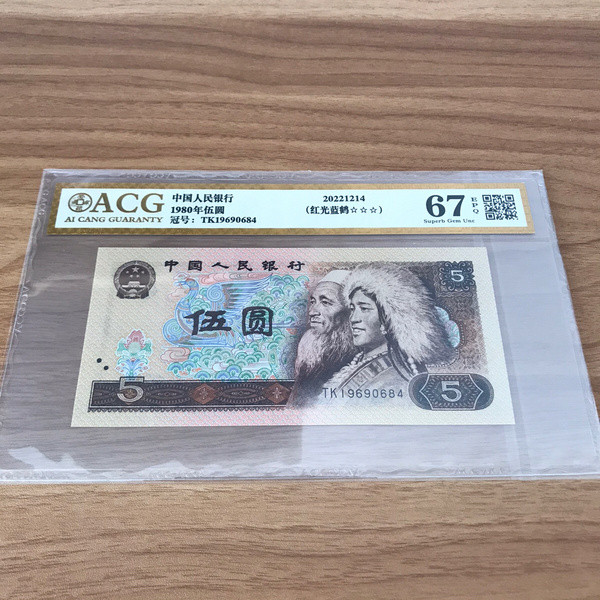 ACG
AI CANG GUARANTY
中国人民银行
1980年伍圆
冠号: TK19690684
20221214
(红光蓝鹤☆☆☆)
67 EPQ
Superb Gem Unc
中国人民银行
伍圆
5
5
5
TK19690684